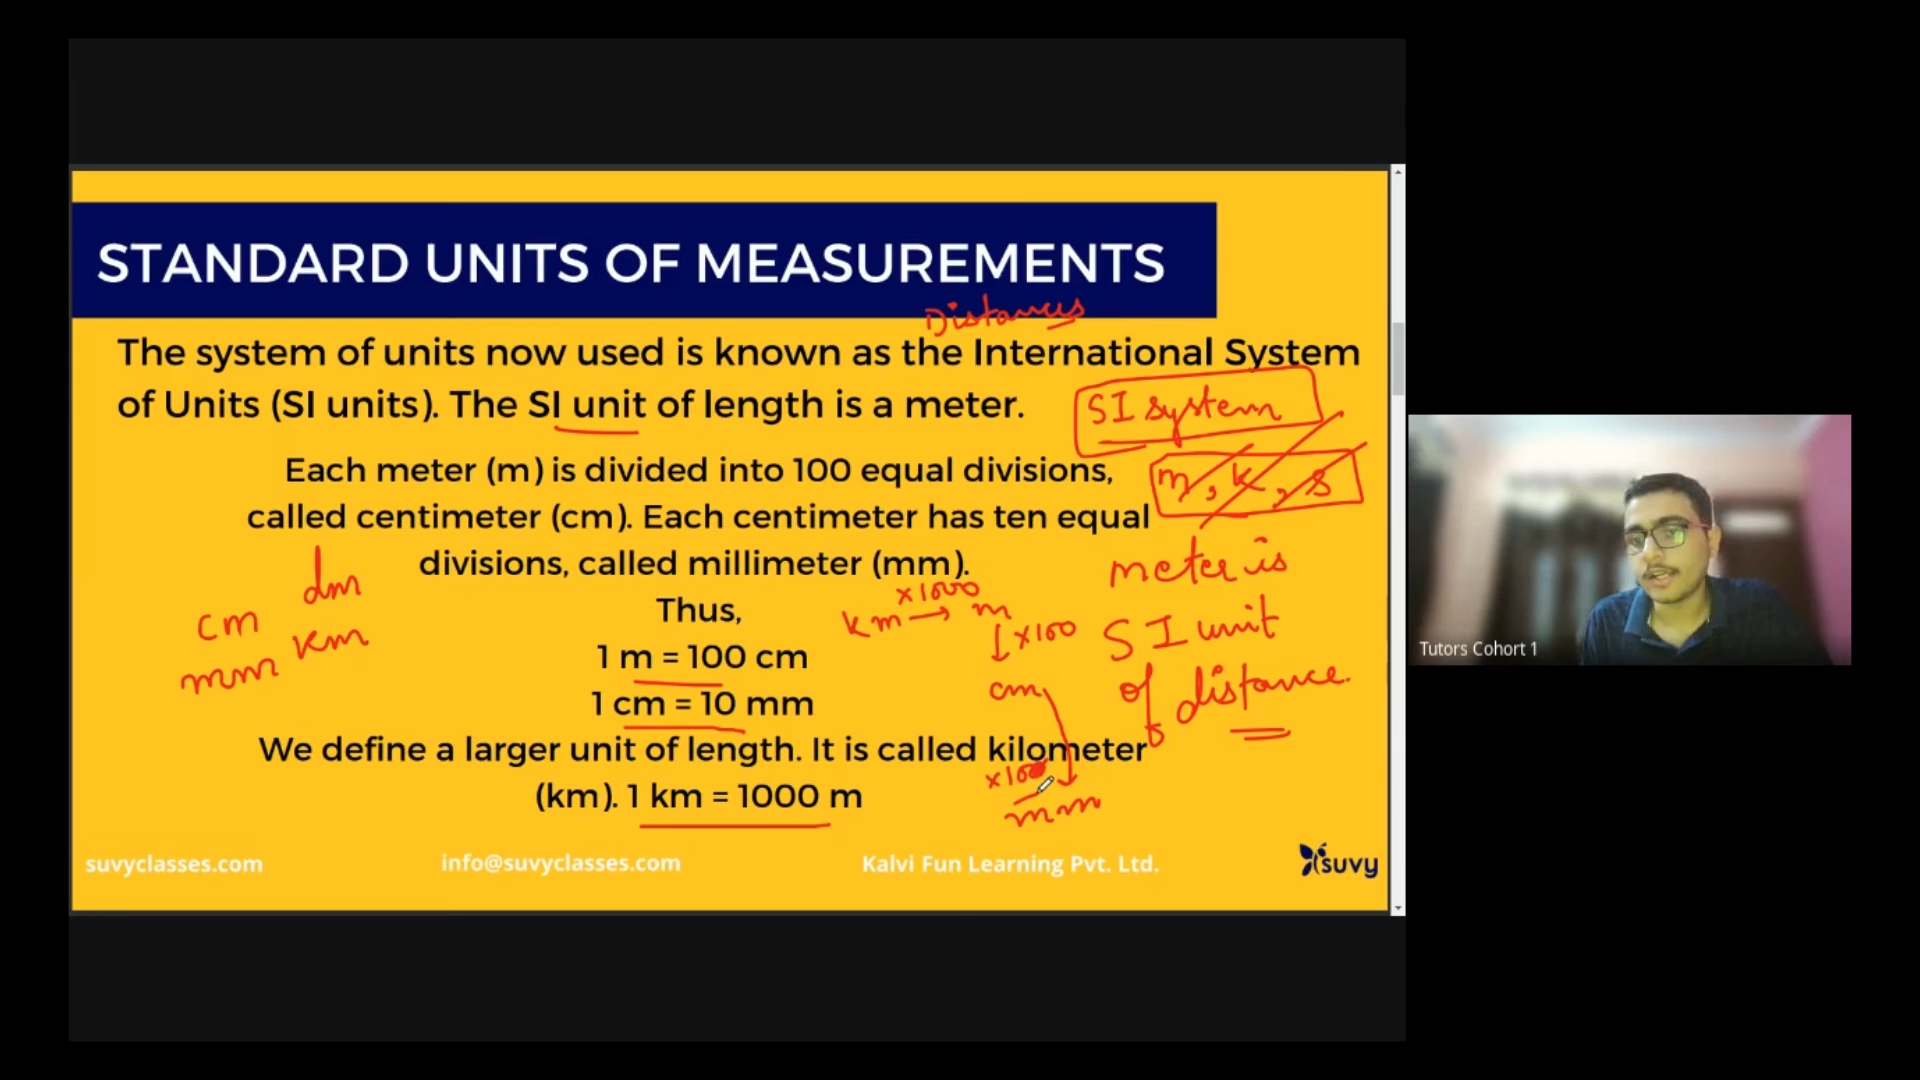 STANDARD UNITS OF MEASUREMENTS
Distances
The system of units now used is known as the International System
of Units (SI units). The SI unit of length is a meter.
SI system
Each meter (m) is divided into 100 equal divisions,
m, k, s
called centimeter (cm). Each centimeter has ten equal
divisions, called millimeter (mm).
meter is
dm
×1000
km → m
Thus,
cm
km
×100
SI unit
1 m = 100 cm
mm
cm
of distance.
1 cm = 10 mm
We define a larger unit of length. It is called kilometer
(km). 1 km = 1000 m
mm
suvyclasses.com
info@suvyclasses.com
Kalvi Fun Learning Pvt. Ltd.
suvy
Tutors Cohort 1